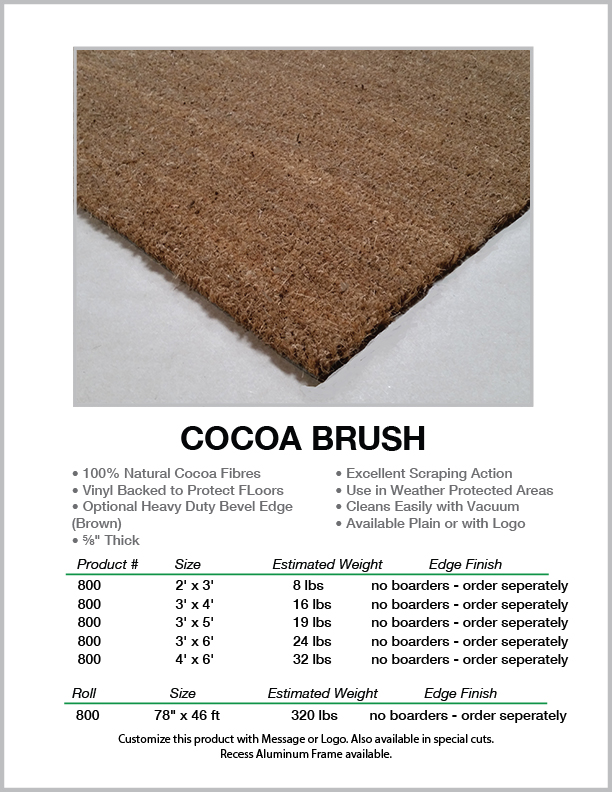 COCOA BRUSH
• 100% Natural Cocoa Fibres
• Vinyl Backed to Protect FLoors
• Optional Heavy Duty Bevel Edge
(Brown)
• ⅝" Thick
• Excellent Scraping Action
• Use in Weather Protected Areas
• Cleans Easily with Vacuum
• Available Plain or with Logo
Product # Size Estimated Weight Edge Finish
800 2' x 3' 8 lbs no boarders - order seperately
800 3' x 4' 16 lbs no boarders - order seperately
800 3' x 5' 19 lbs no boarders - order seperately
800 3' x 6' 24 lbs no boarders - order seperately
800 4' x 6' 32 lbs no boarders - order seperately
Roll Size Estimated Weight Edge Finish
800 78" x 46 ft 320 lbs no boarders - order seperately
Customize this product with Message or Logo. Also available in special cuts.
Recess Aluminum Frame available.